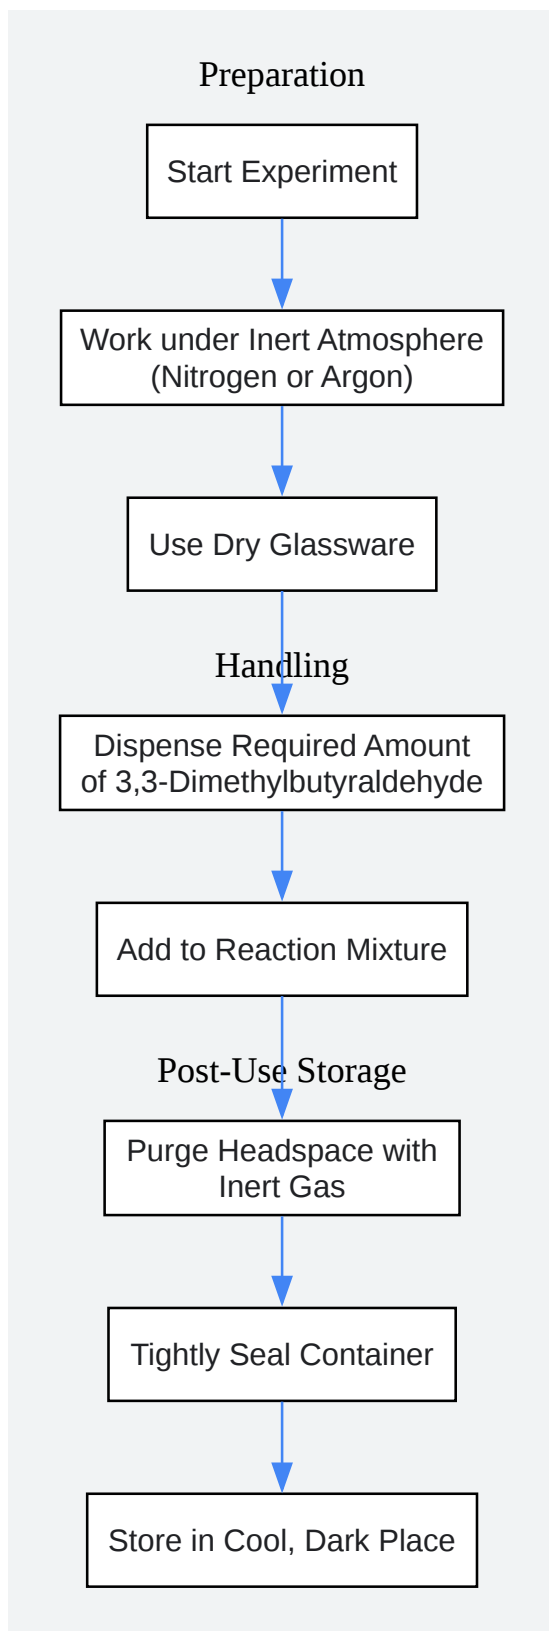 Preparation
Start Experiment
Work under Inert Atmosphere
(Nitrogen or Argon)
Use Dry Glassware
Handling
Dispense Required Amount
of 3,3-Dimethylbutyraldehyde
Add to Reaction Mixture
Post-Use Storage
Purge Headspace with
Inert Gas
Tightly Seal Container
Store in Cool, Dark Place